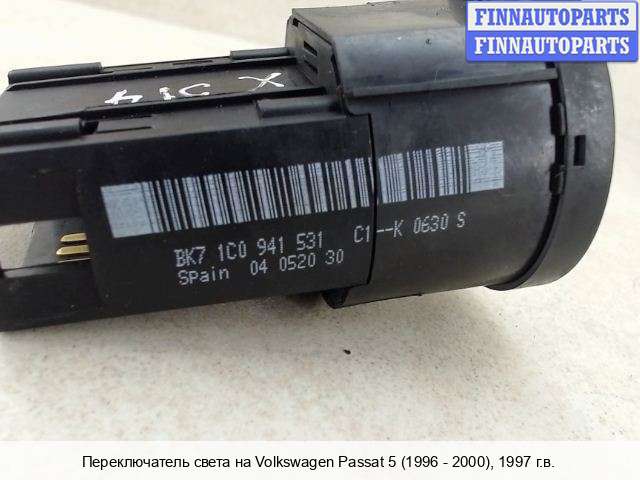 FINNAUTOPARTS
FINNAUTOPARTS
BK7 1C0 941 531 C1--K 0630 S
Spain 04 0520 30
Переключатель света на Volkswagen Passat 5 (1996 - 2000), 1997 г.в.